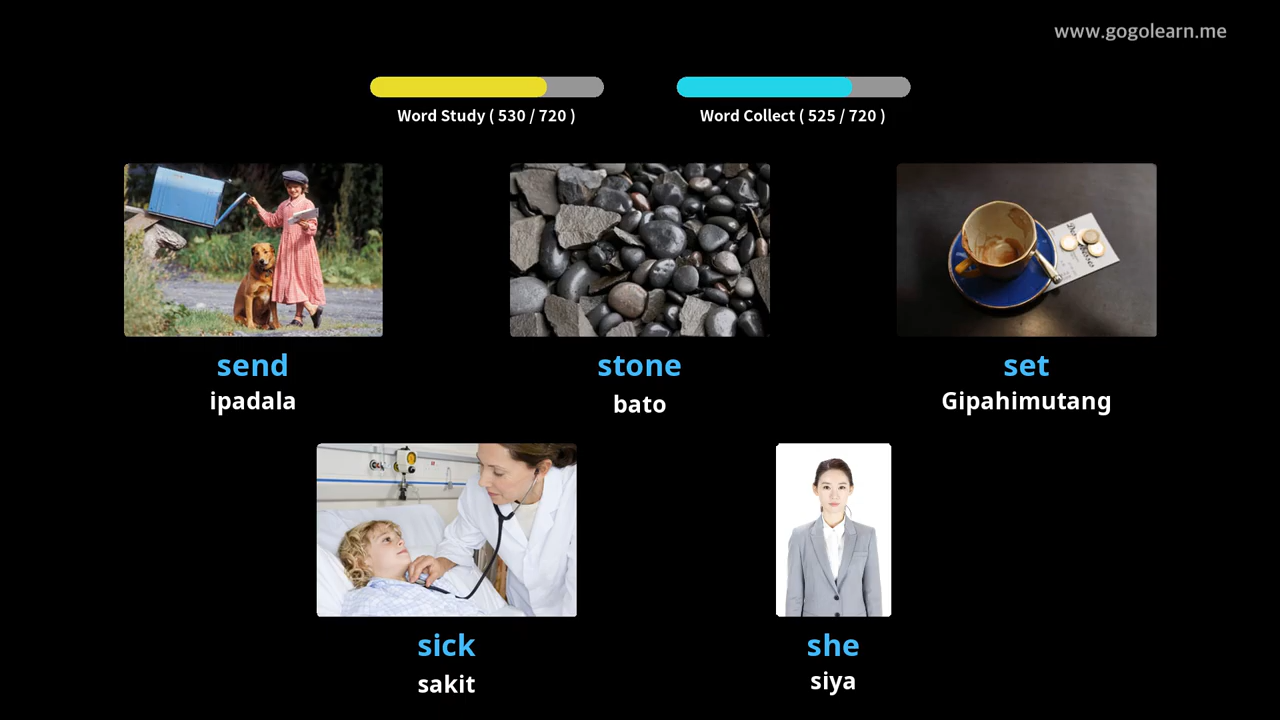 www.gogolearn.me
Word Study ( 530 / 720 )
Word Collect ( 525 / 720 )
send
ipadala
stone
bato
set
Gipahimutang
sick
sakit
she
siya